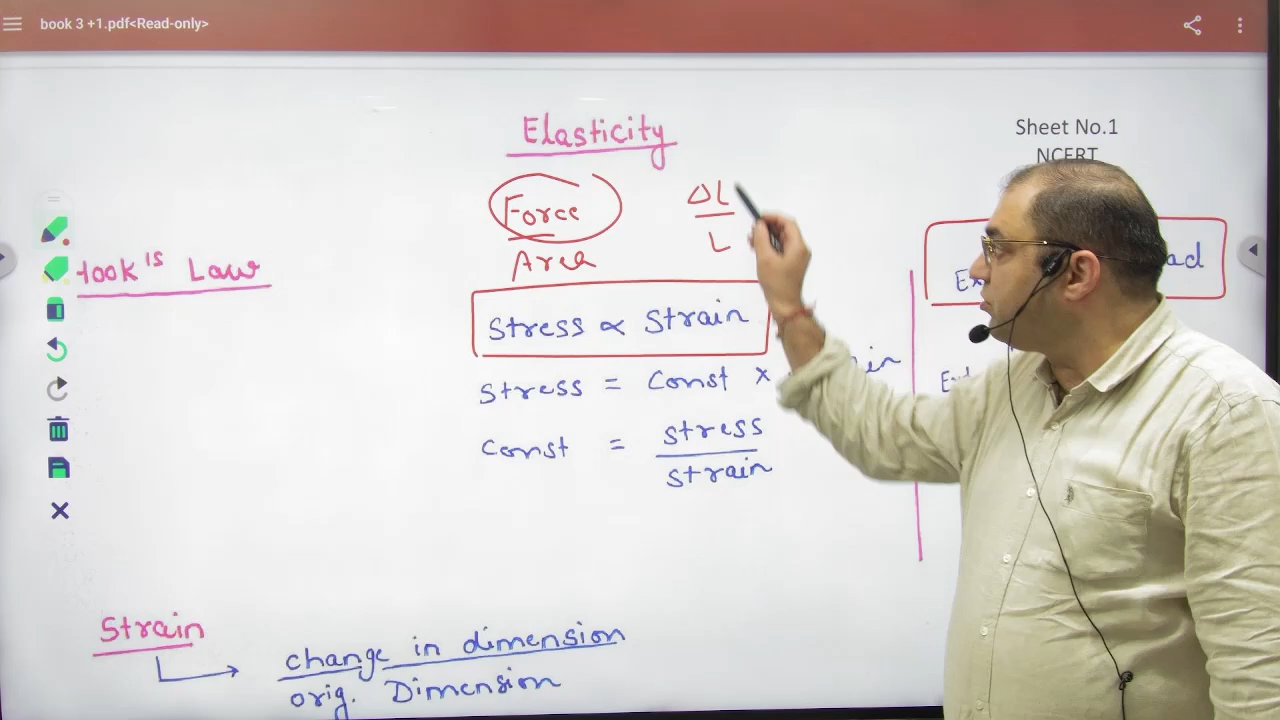 book 3 +1.pdf<Read-only>
Elasticity
Sheet No.1
NCERT
Force
Area
ΔL
L
Hook's Law
Stress ∝ Strain
Stress = Const ×
Const = Stress
Strain
Strain
change in dimension
orig. Dimension